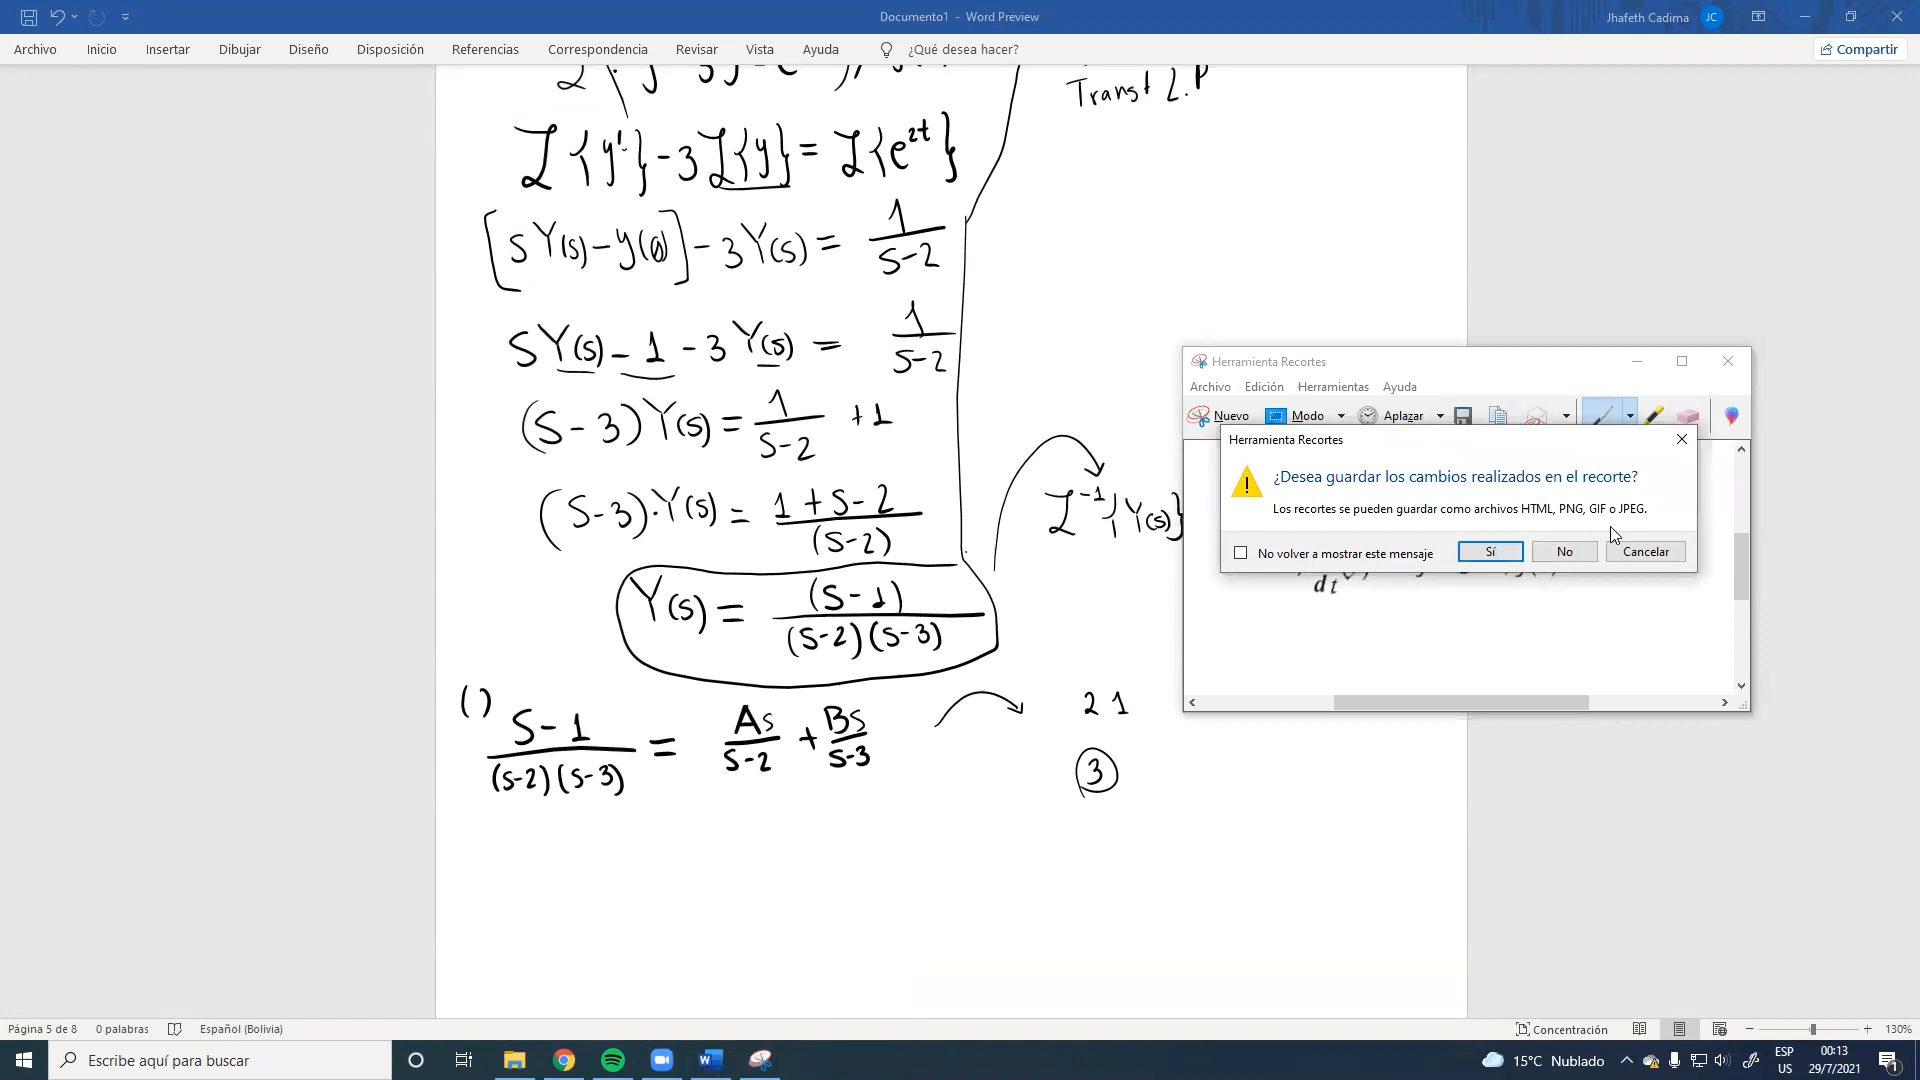 Documento1 - Word Preview
Jhafeth Cadima
JC
Archivo Inicio Insertar Dibujar Diseño Disposición Referencias Correspondencia Revisar Vista Ayuda ¿Qué desea hacer?
Compartir
Transf L.P
ℒ{y'} - 3ℒ{y} = ℒ{e^2t}
[sY(s) - y(0)] - 3Y(s) = 1/(s-2)
sY(s) - 1 - 3Y(s) = 1/(s-2)
(s-3)Y(s) = 1/(s-2) + 1
(s-3)·Y(s) = (1+s-2)/(s-2)
Y(s) = (s-1)/((s-2)(s-3))
ℒ^-1{Y(s)}
( )
(s-1)/((s-2)(s-3)) = As/(s-2) + Bs/(s-3)
2 1
3
Herramienta Recortes
Archivo Edición Herramientas Ayuda
Nuevo Modo Aplazar
Herramienta Recortes
¿Desea guardar los cambios realizados en el recorte?
Los recortes se pueden guardar como archivos HTML, PNG, GIF o JPEG.
No volver a mostrar este mensaje
Sí No Cancelar
dt
Página 5 de 8 0 palabras Español (Bolivia)
Concentración
130%
Escribe aquí para buscar
15°C Nublado
ESP
US
00:13
29/7/2021
1